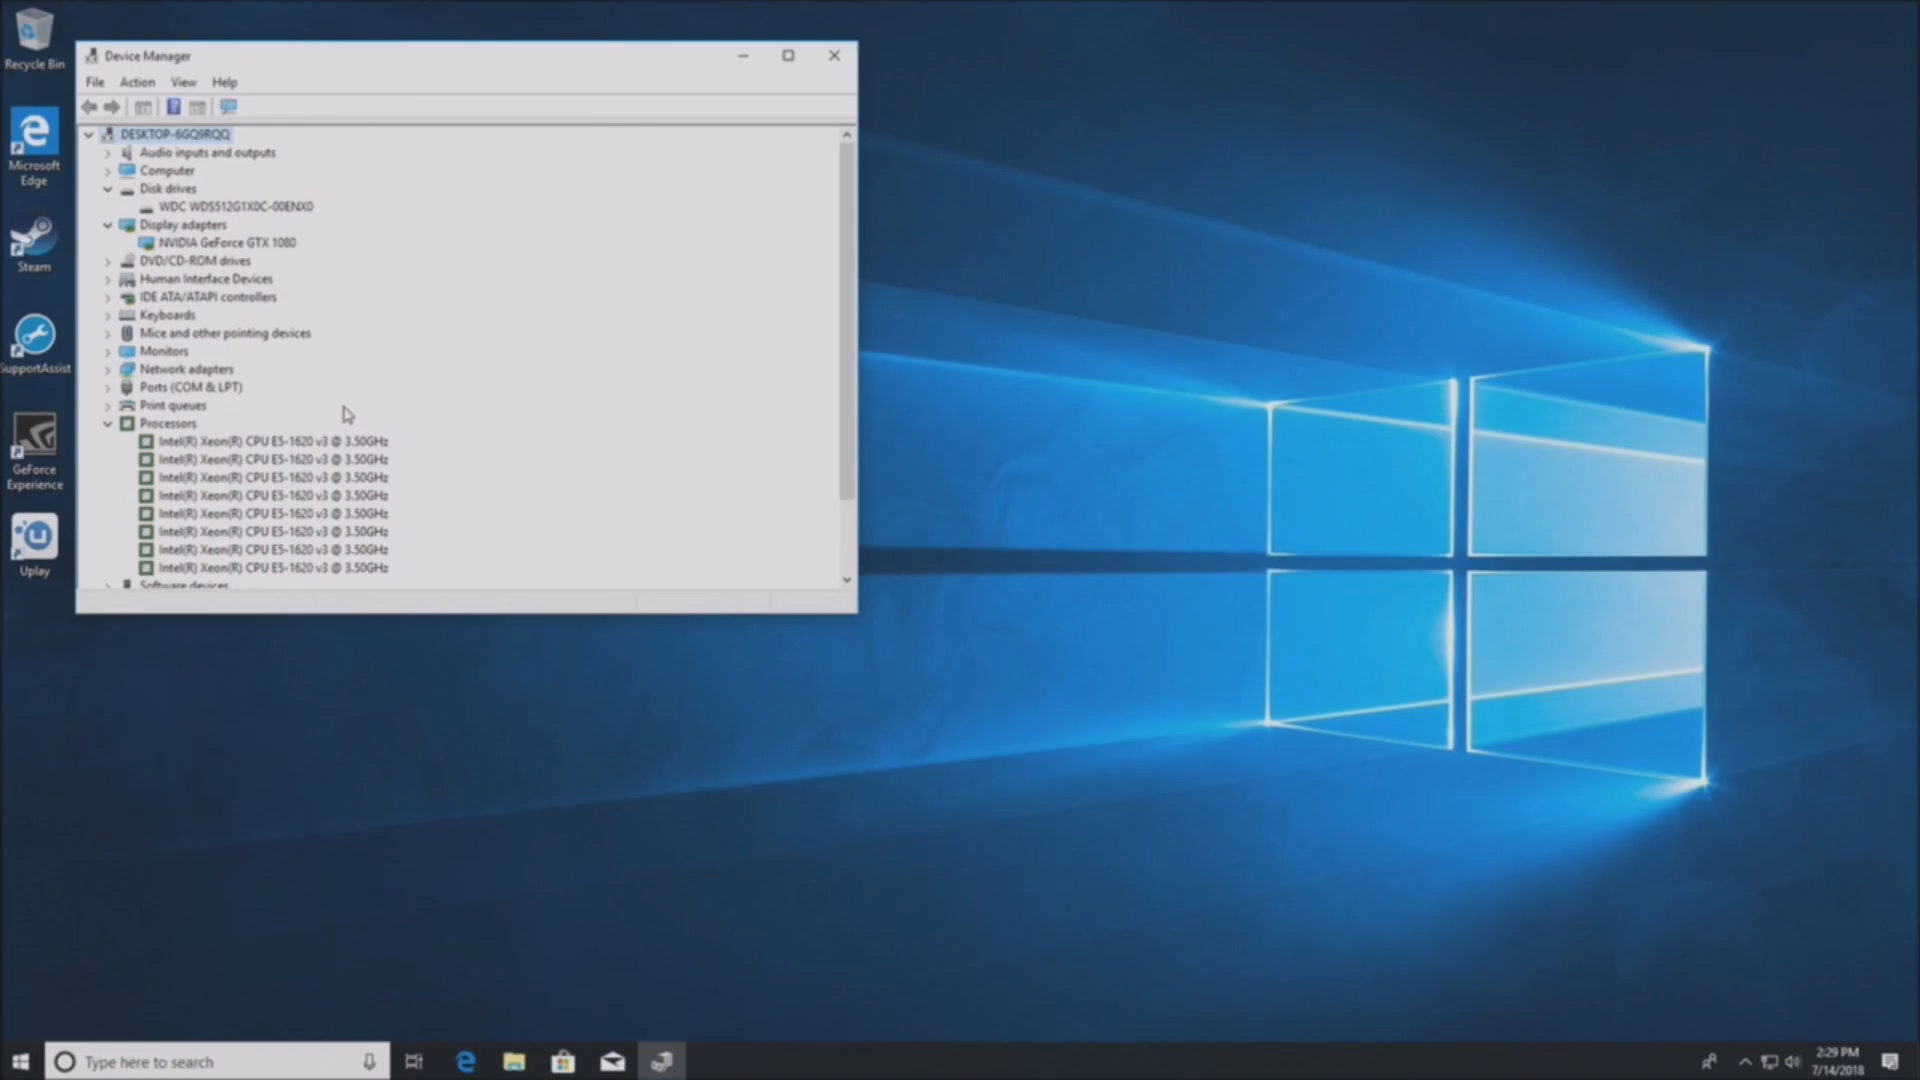 Recycle Bin
Microsoft
Edge
Steam
SupportAssist
GeForce
Experience
Uplay
Device Manager
File Action View Help
DESKTOP-6GQ9RQQ
Audio inputs and outputs
Computer
Disk drives
WDC WDS512G1X0C-00ENX0
Display adapters
NVIDIA GeForce GTX 1080
DVD/CD-ROM drives
Human Interface Devices
IDE ATA/ATAPI controllers
Keyboards
Mice and other pointing devices
Monitors
Network adapters
Ports (COM & LPT)
Print queues
Processors
Intel(R) Xeon(R) CPU E5-1620 v3 @ 3.50GHz
Intel(R) Xeon(R) CPU E5-1620 v3 @ 3.50GHz
Intel(R) Xeon(R) CPU E5-1620 v3 @ 3.50GHz
Intel(R) Xeon(R) CPU E5-1620 v3 @ 3.50GHz
Intel(R) Xeon(R) CPU E5-1620 v3 @ 3.50GHz
Intel(R) Xeon(R) CPU E5-1620 v3 @ 3.50GHz
Intel(R) Xeon(R) CPU E5-1620 v3 @ 3.50GHz
Intel(R) Xeon(R) CPU E5-1620 v3 @ 3.50GHz
Software devices
Type here to search
2:29 PM
7/14/2018